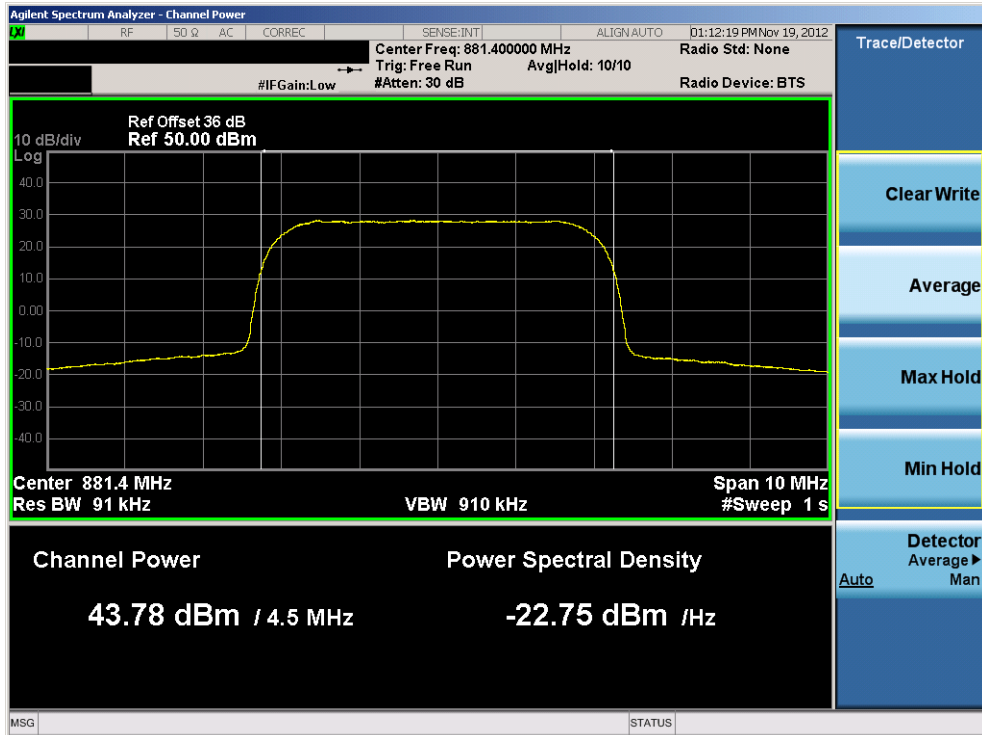 Agilent Spectrum Analyzer - Channel Power
LXI RF 50 Ω AC CORREC SENSE:INT ALIGN AUTO 01:12:19 PM Nov 19, 2012
Center Freq: 881.400000 MHz Radio Std: None
Trig: Free Run Avg|Hold: 10/10
#IFGain:Low #Atten: 30 dB Radio Device: BTS
Trace/Detector
Ref Offset 36 dB
10 dB/div Ref 50.00 dBm
Log
40.0
30.0
20.0
10.0
0.00
-10.0
-20.0
-30.0
-40.0
Center 881.4 MHz Span 10 MHz
Res BW 91 kHz VBW 910 kHz #Sweep 1 s
Channel Power Power Spectral Density
43.78 dBm / 4.5 MHz -22.75 dBm /Hz
Clear Write
Average
Max Hold
Min Hold
Detector
Average▶
Auto Man
MSG STATUS